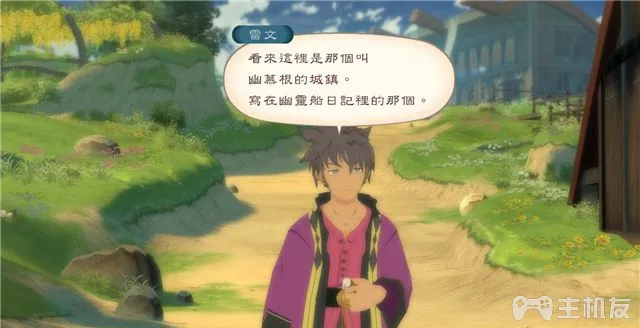 雷文
看來這裡是那個叫
幽慕根的城鎮。
寫在幽靈船日記裡的那個。
主机友